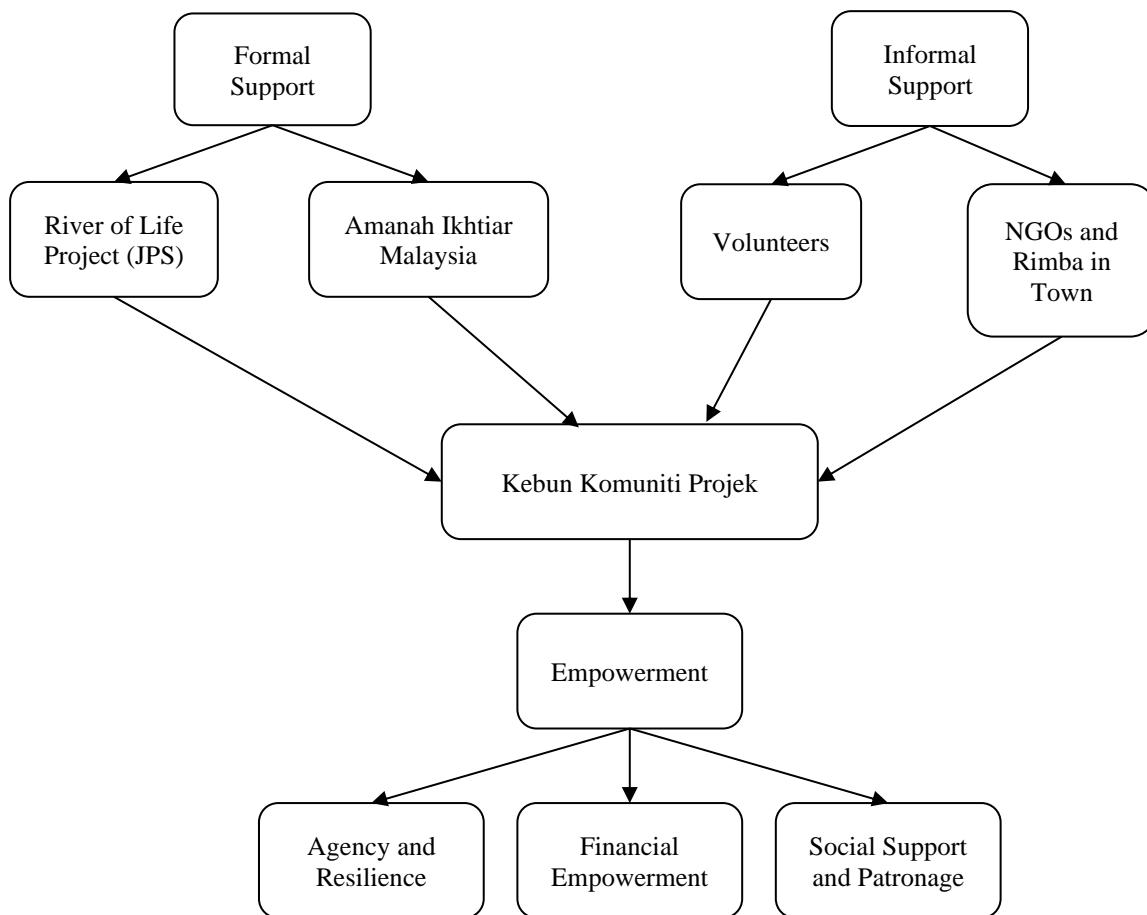 Formal
Support
Informal
Support
River of Life
Project (JPS)
Amanah Ikhtiar
Malaysia
Volunteers
NGOs and
Rimba in
Town
Kebun Komuniti Projek
Empowerment
Agency and
Resilience
Financial
Empowerment
Social Support
and Patronage